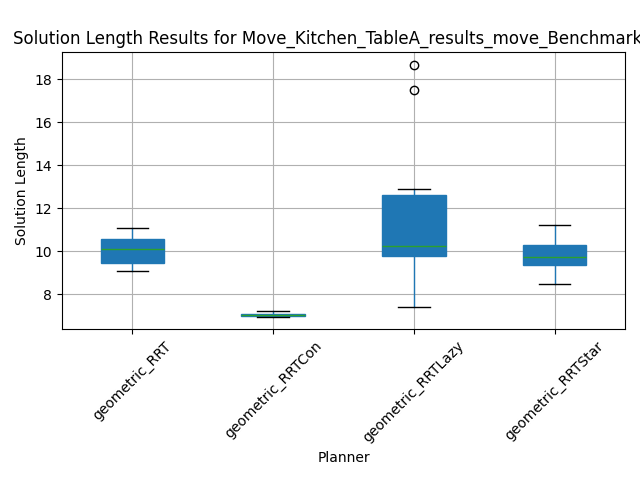 Solution Length Results for Move_Kitchen_TableA_results_move_Benchmark
18
16
14
12
10
8
Solution Length
geometric_RRT
geometric_RRTCon
geometric_RRTLazy
geometric_RRTStar
Planner